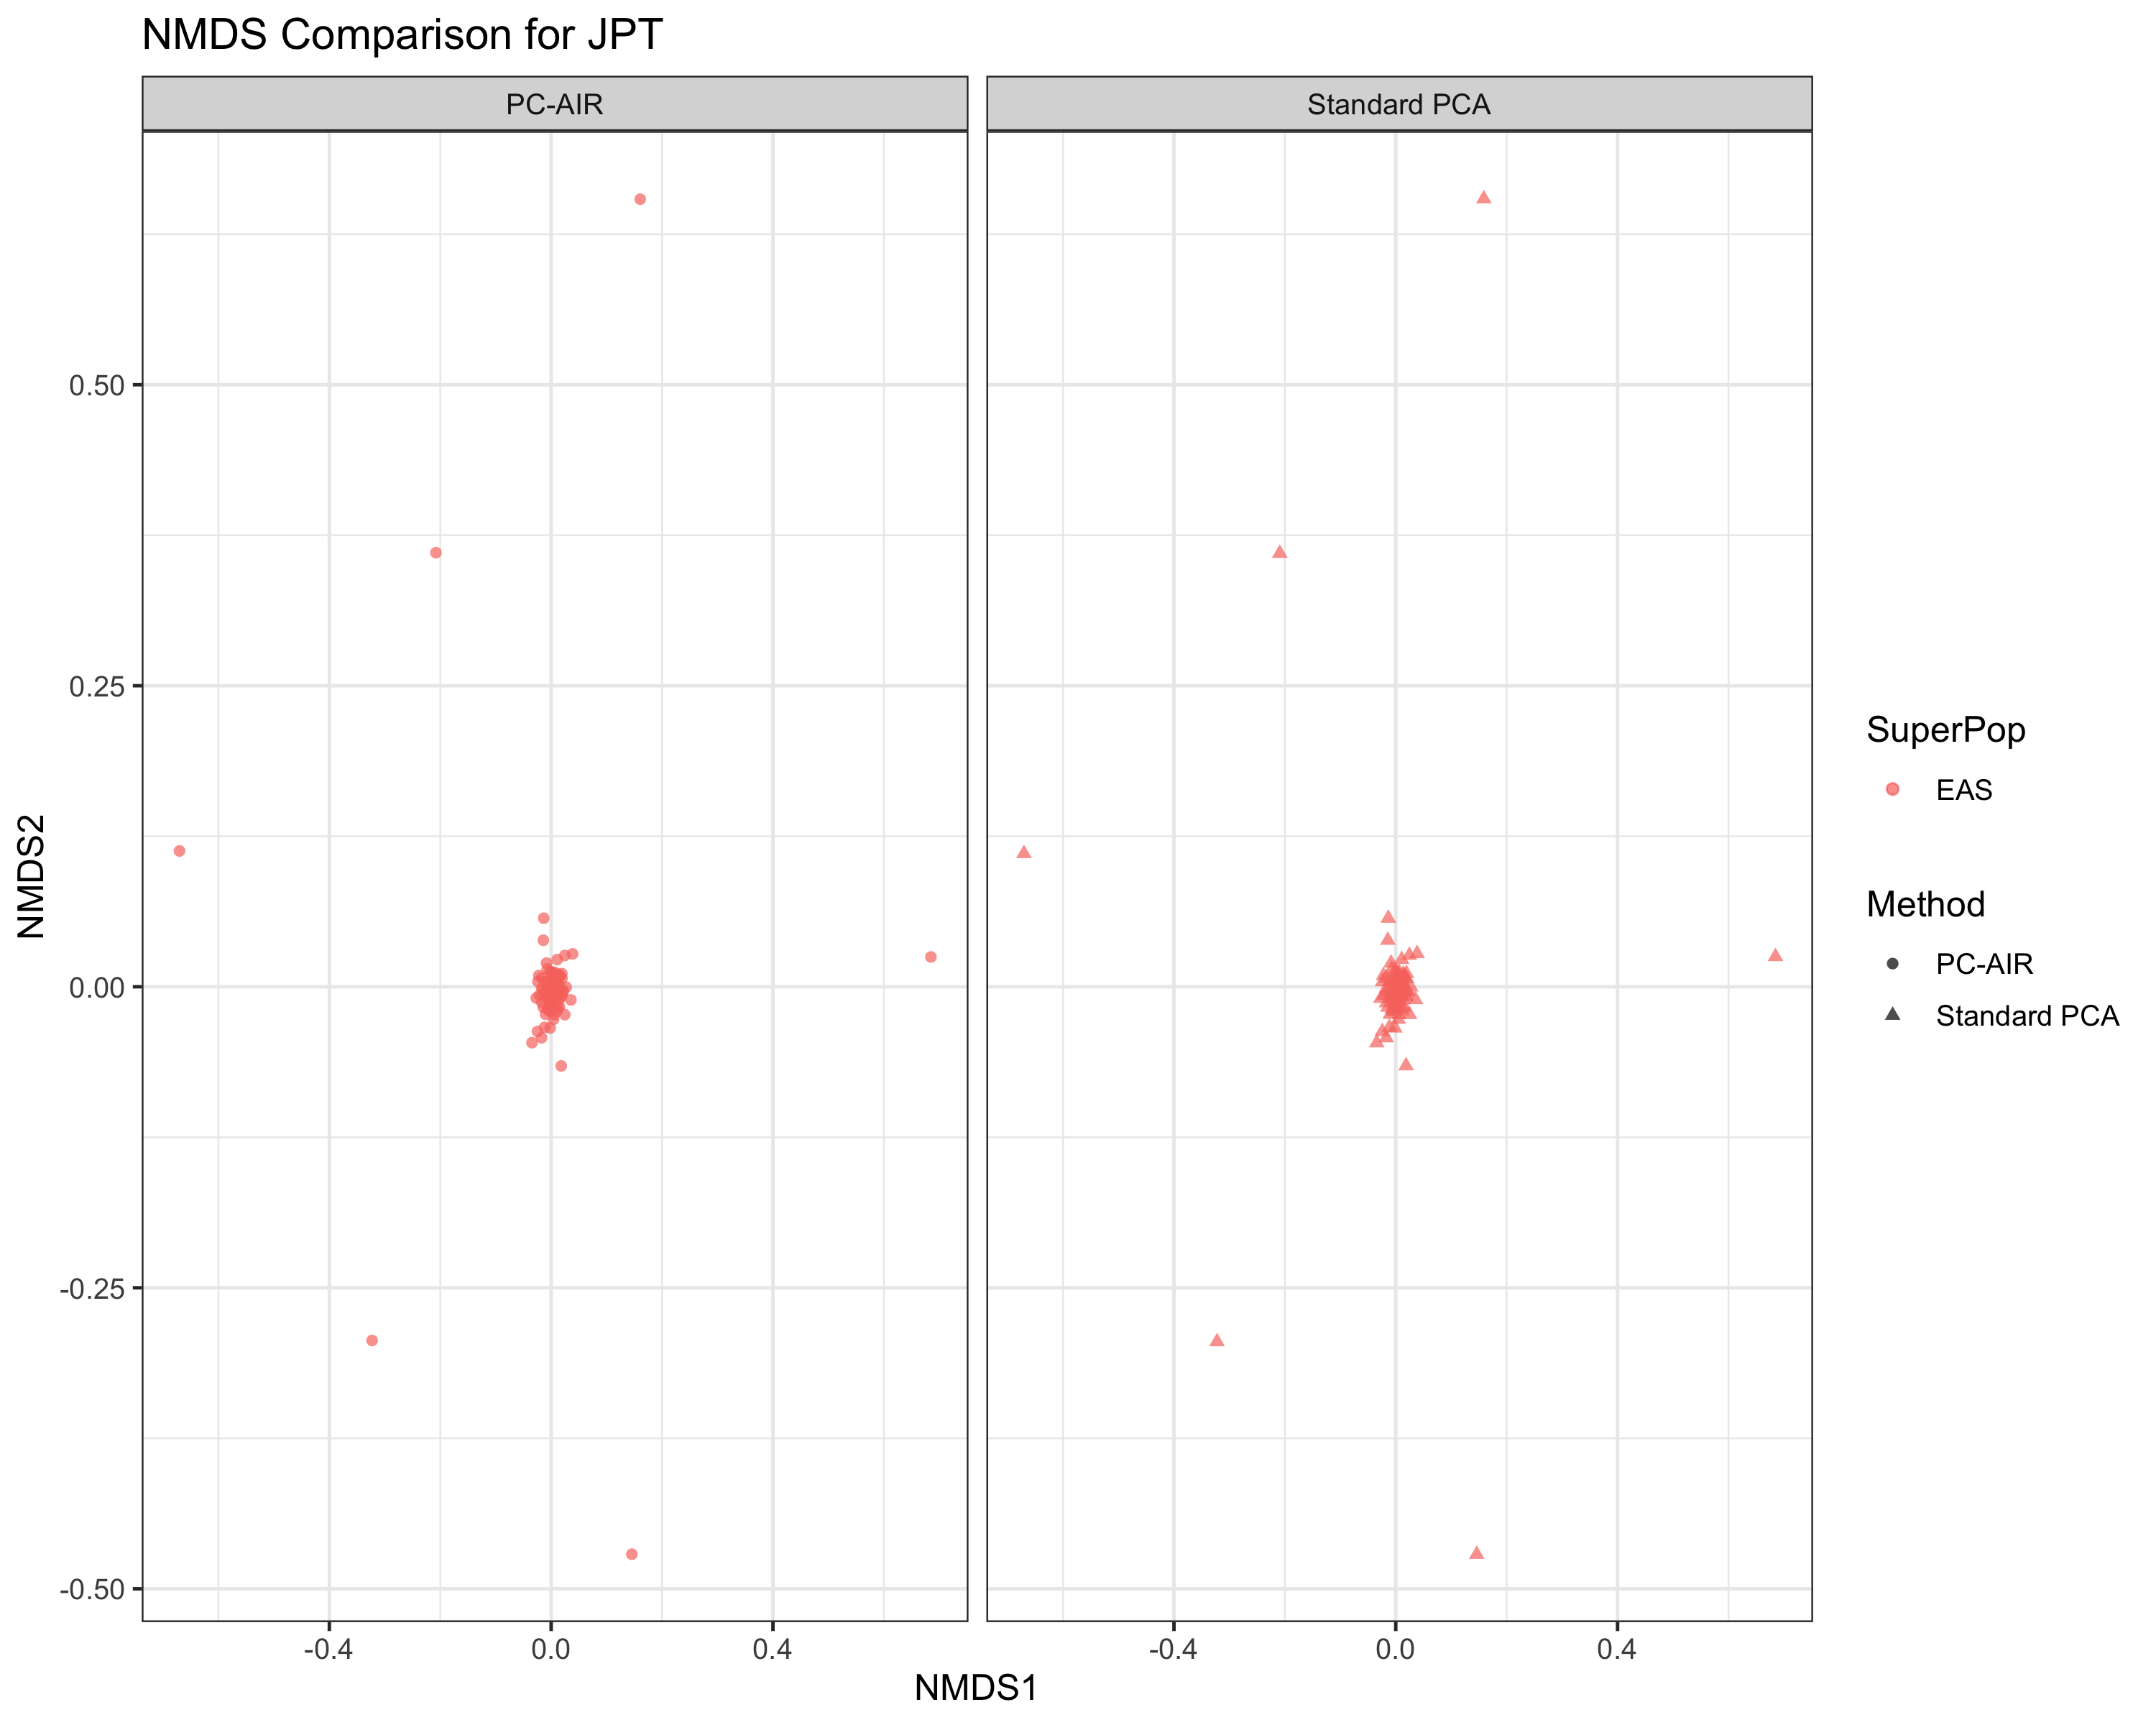 NMDS Comparison for JPT
PC-AIR
Standard PCA
0.50
0.25
0.00
-0.25
-0.50
NMDS2
-0.4
0.0
0.4
-0.4
0.0
0.4
NMDS1
SuperPop
EAS
Method
PC-AIR
Standard PCA